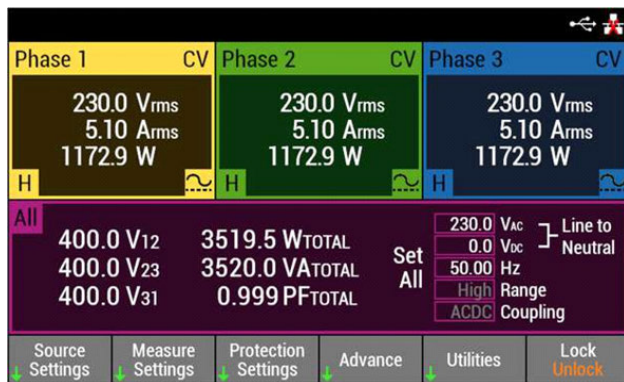 Phase 1 CV
230.0 Vrms
5.10 Arms
1172.9 W
H
Phase 2 CV
230.0 Vrms
5.10 Arms
1172.9 W
H
Phase 3 CV
230.0 Vrms
5.10 Arms
1172.9 W
H
All
400.0 V12
400.0 V23
400.0 V31
3519.5 WTOTAL
3520.0 VATOTAL
0.999 PFTOTAL
Set
All
230.0 VAC
0.0 VDC
Line to
Neutral
50.00 Hz
High Range
ACDC Coupling
Source
Settings
Measure
Settings
Protection
Settings
Advance
Utilities
Lock
Unlock